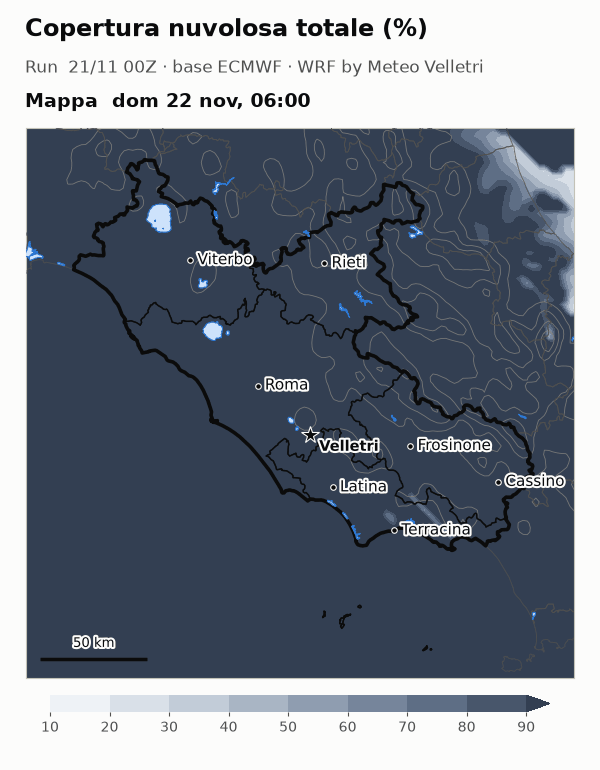 Copertura nuvolosa totale (%)
Run  21/11 00Z · base ECMWF · WRF by Meteo Velletri
Mappa  dom 22 nov, 06:00
Viterbo
Rieti
Roma
Velletri
Frosinone
Cassino
Latina
Terracina
50 km
10 20 30 40 50 60 70 80 90